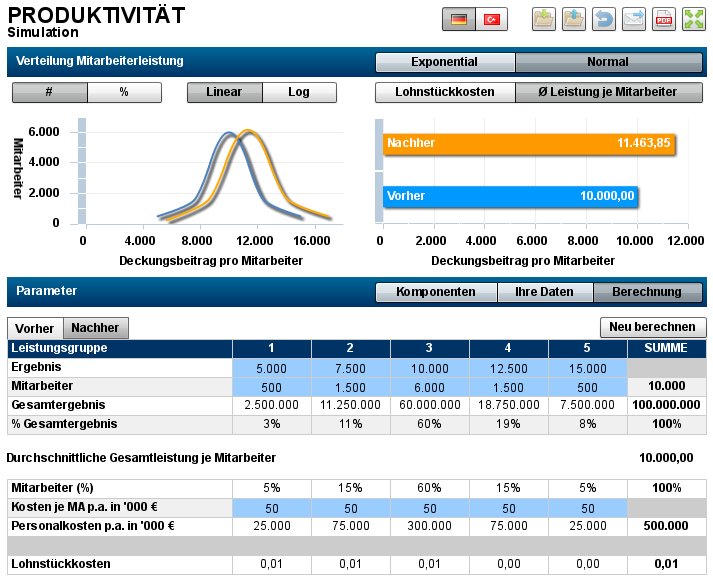 PRODUKTIVITÄT
Simulation
PDF
Verteilung Mitarbeiterleistung Exponential Normal
# % Linear Log Lohnstückkosten Ø Leistung je Mitarbeiter
Mitarbeiter
6.000
4.000
2.000
0
0 4.000 8.000 12.000 16.000
Deckungsbeitrag pro Mitarbeiter
Nachher 11.463,85
Vorher 10.000,00
0 2.000 4.000 6.000 8.000 10.000 12.000
Deckungsbeitrag pro Mitarbeiter
Parameter Komponenten Ihre Daten Berechnung
Vorher Nachher Neu berechnen
Leistungsgruppe 1 2 3 4 5 SUMME
Ergebnis 5.000 7.500 10.000 12.500 15.000
Mitarbeiter 500 1.500 6.000 1.500 500 10.000
Gesamtergebnis 2.500.000 11.250.000 60.000.000 18.750.000 7.500.000 100.000.000
% Gesamtergebnis 3% 11% 60% 19% 8% 100%
Durchschnittliche Gesamtleistung je Mitarbeiter 10.000,00
Mitarbeiter (%) 5% 15% 60% 15% 5% 100%
Kosten je MA p.a. in '000 € 50 50 50 50 50
Personalkosten p.a. in '000 € 25.000 75.000 300.000 75.000 25.000 500.000
Lohnstückkosten 0,01 0,01 0,01 0,00 0,00 0,01